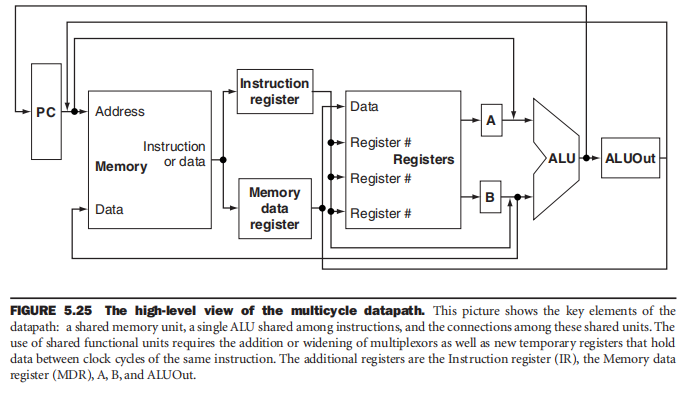 PC
Address
Memory
Instruction
or data
Data
Instruction
register
Memory
data
register
Data
Register #
Registers
Register #
Register #
A
B
ALU
ALUOut
FIGURE 5.25 The high-level view of the multicycle datapath. This picture shows the key elements of the
datapath: a shared memory unit, a single ALU shared among instructions, and the connections among these shared units. The
use of shared functional units requires the addition or widening of multiplexors as well as new temporary registers that hold
data between clock cycles of the same instruction. The additional registers are the Instruction register (IR), the Memory data
register (MDR), A, B, and ALUOut.